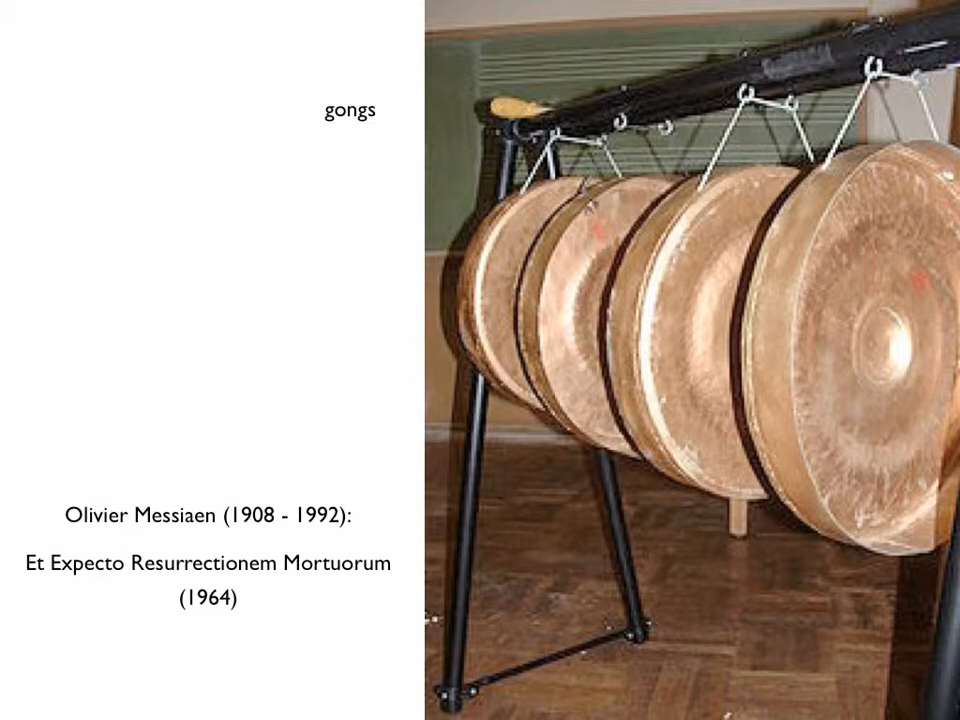 gongs
Olivier Messiaen (1908 - 1992):
Et Expecto Resurrectionem Mortuorum
(1964)